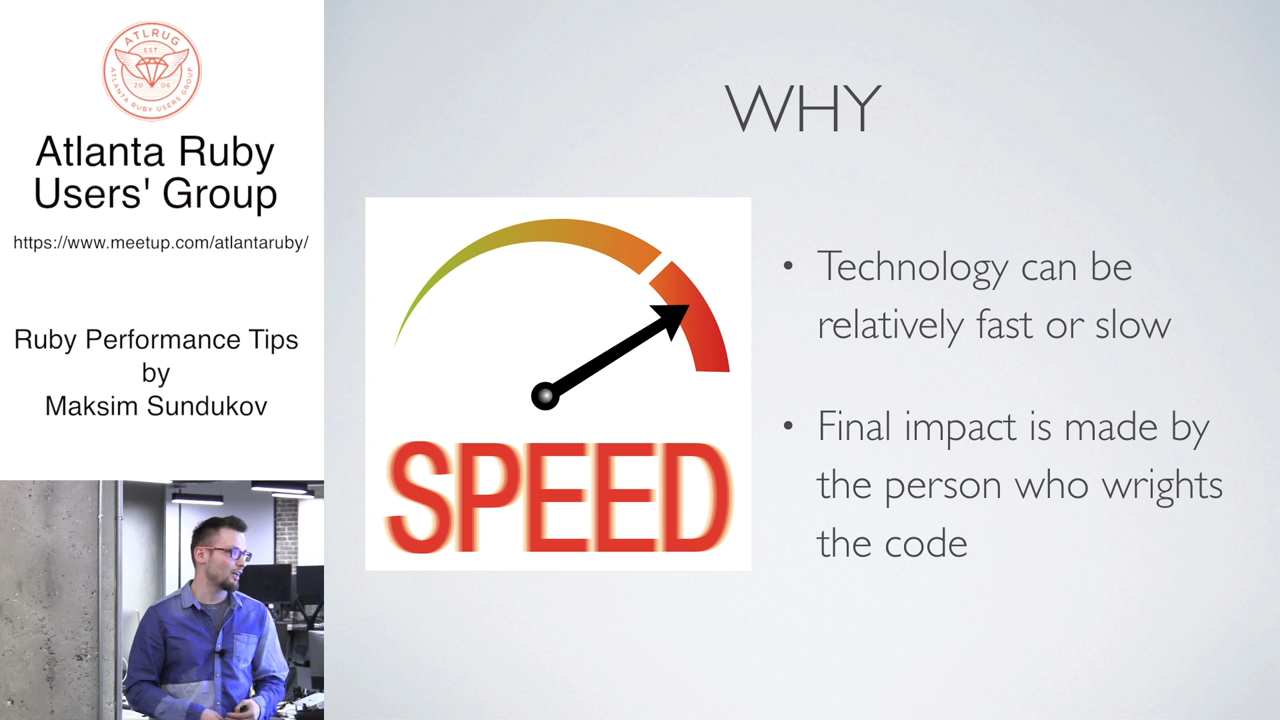 ATLRUG
EST
2006
ATLANTA RUBY USERS' GROUP
Atlanta Ruby
Users' Group
https://www.meetup.com/atlantaruby/
Ruby Performance Tips
by
Maksim Sundukov
WHY
SPEED
• Technology can be
relatively fast or slow
• Final impact is made by
the person who wrights
the code